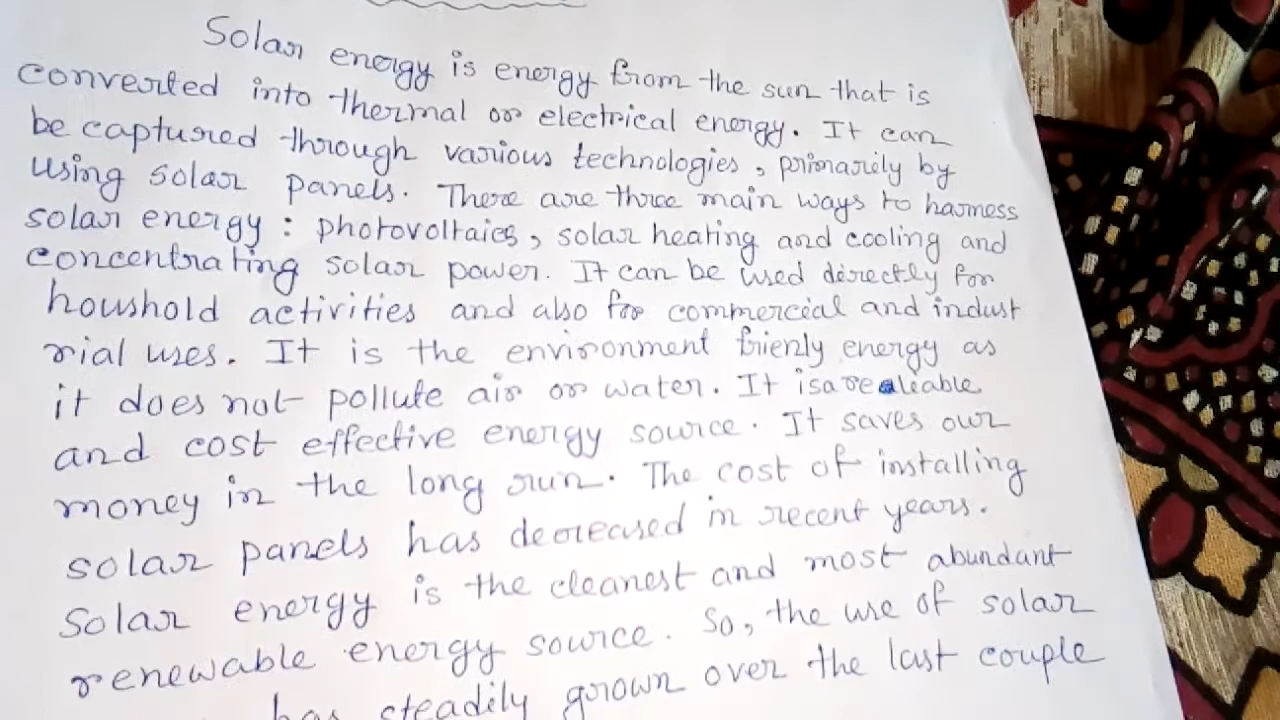 Solar energy is energy from the sun that is
converted into thermal or electrical energy. It can
be captured through various technologies, primarily by
using solar panels. There are three main ways to harness
solar energy: photovoltaics, solar heating and cooling and
concentrating solar power. It can be used directly for
houshold activities and also for commercial and indust
rial uses. It is the environment frienly energy as
it does not pollute air or water. It is a realeable
and cost effective energy source. It saves our
money in the long run. The cost of installing
solar panels has decreased in recent years.
Solar energy is the cleanest and most abundant
renewable energy source. So, the use of solar
has steadily grown over the last couple